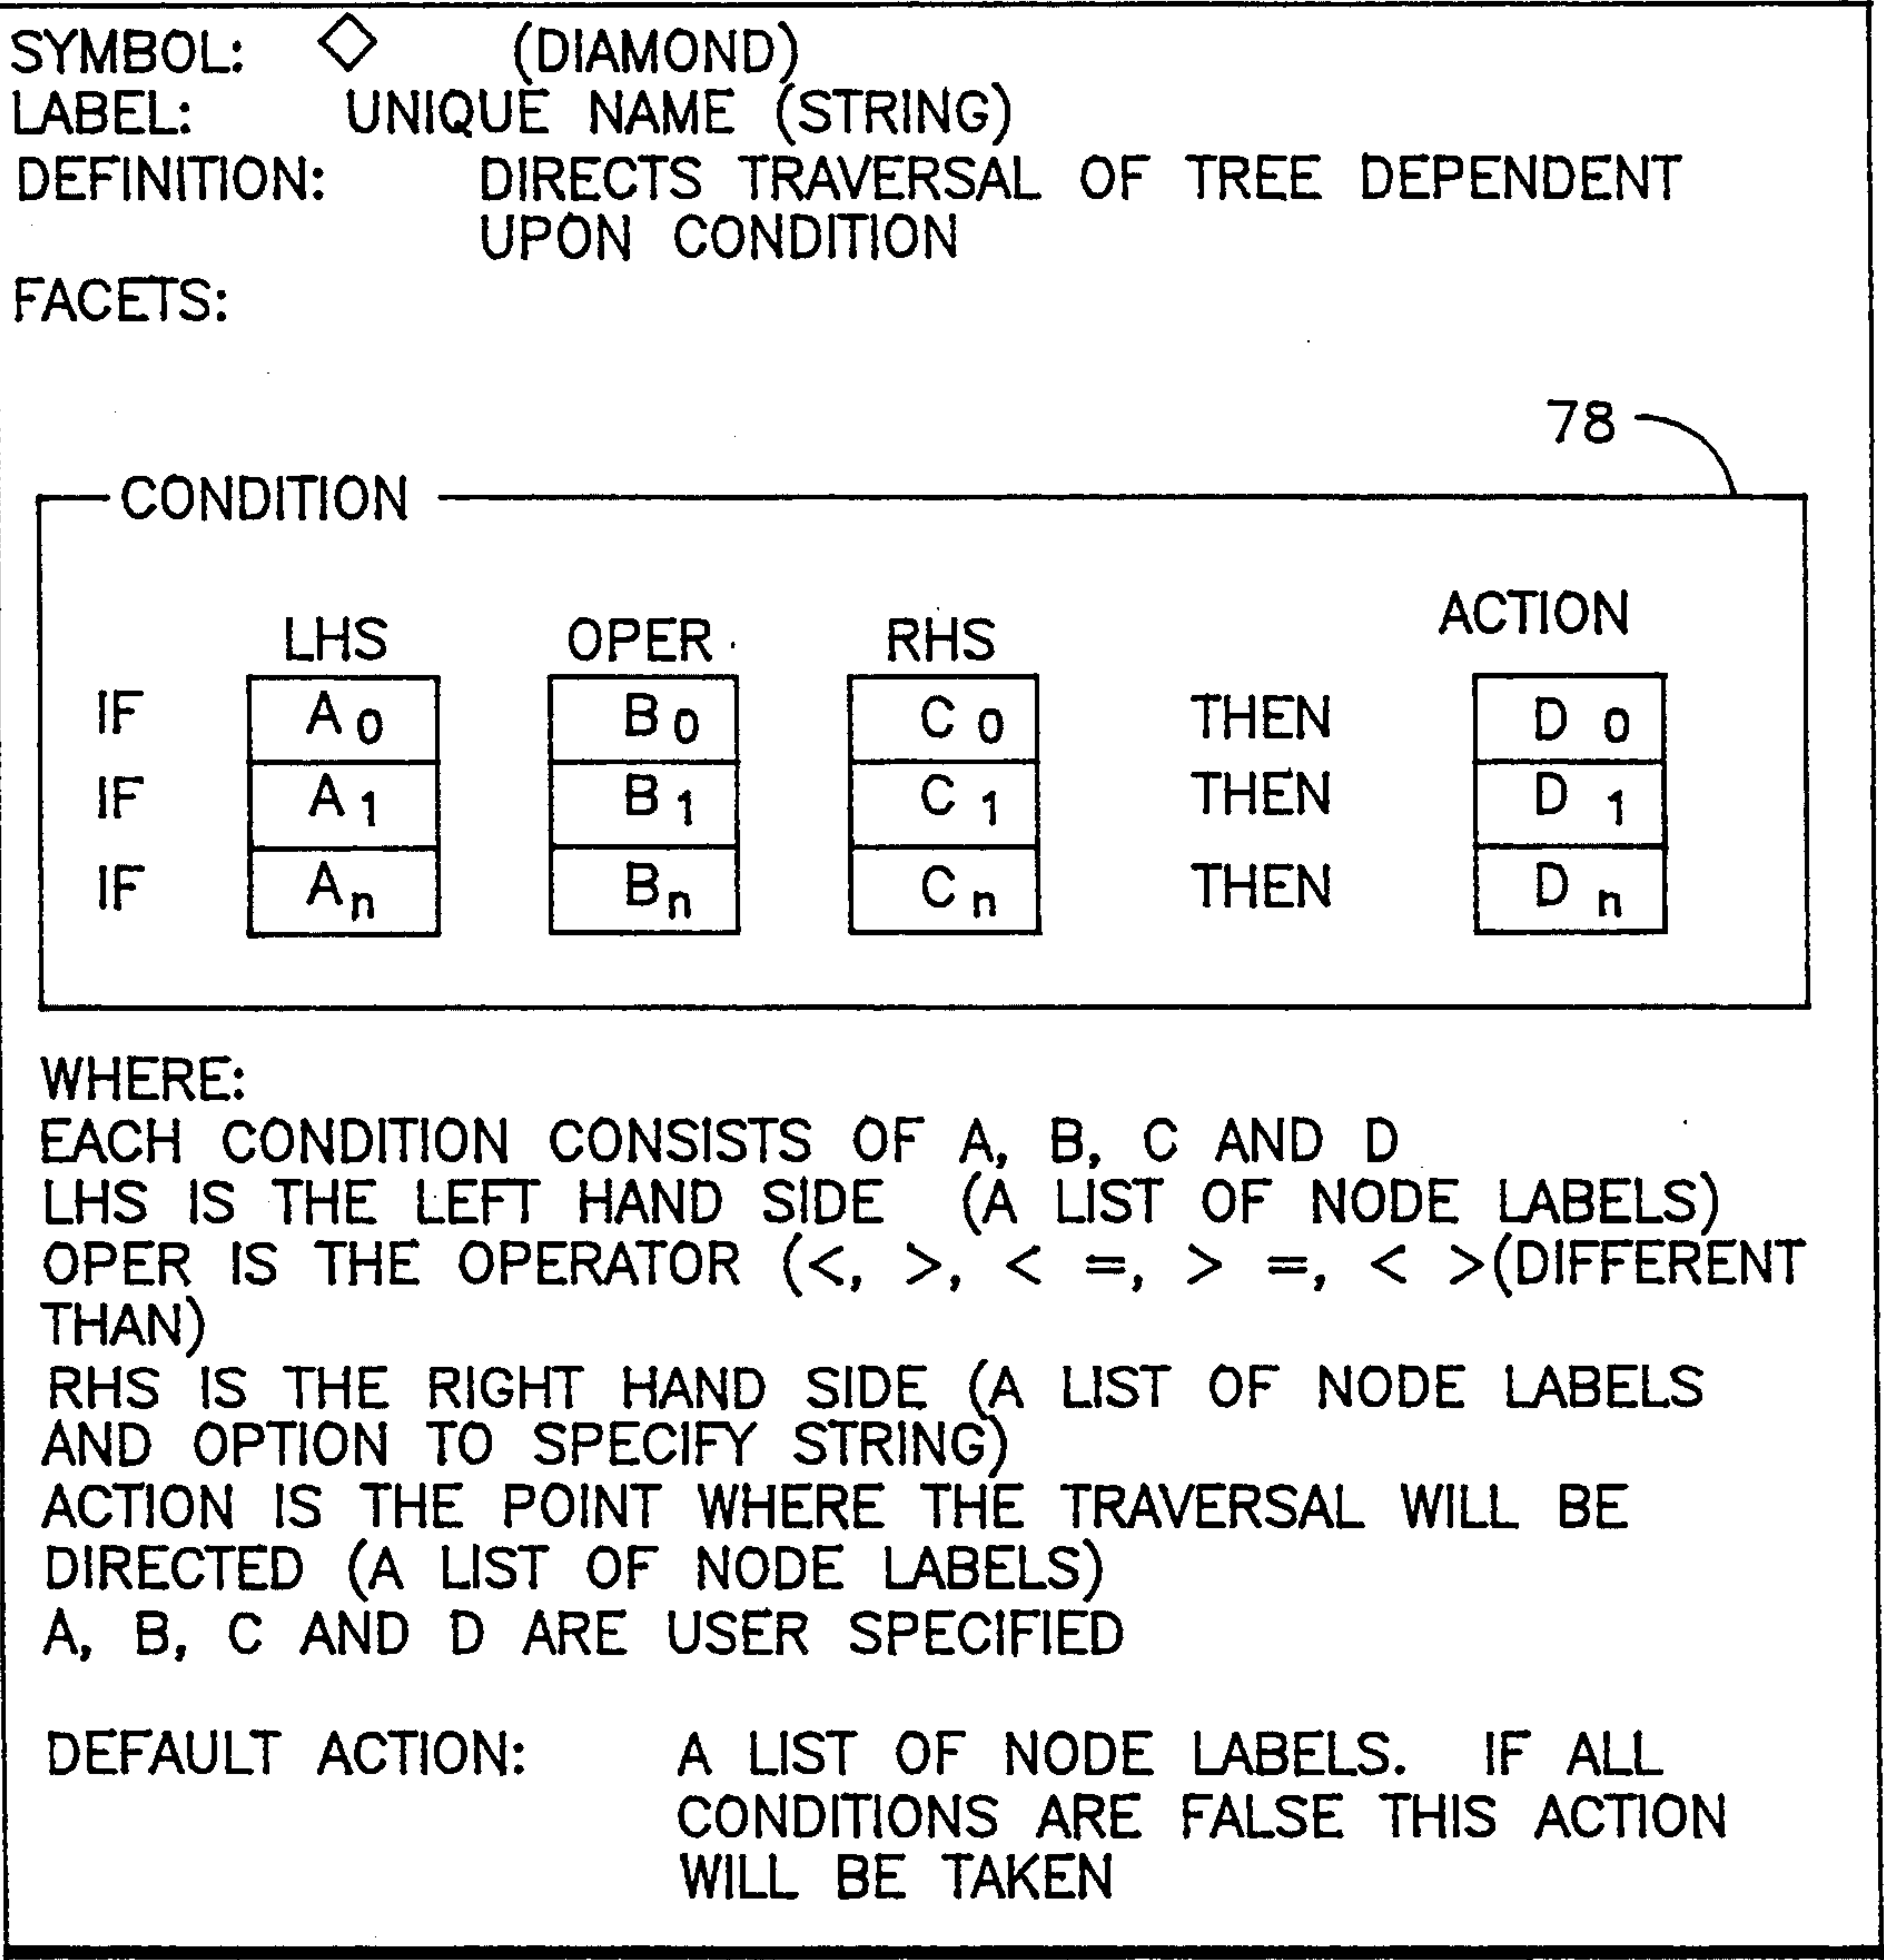 SYMBOL: ◇ (DIAMOND)
LABEL: UNIQUE NAME (STRING)
DEFINITION: DIRECTS TRAVERSAL OF TREE DEPENDENT
UPON CONDITION
FACETS:
78
CONDITION
LHS OPER. RHS ACTION
IF A0 B0 C0 THEN D0
IF A1 B1 C1 THEN D1
IF An Bn Cn THEN Dn
WHERE:
EACH CONDITION CONSISTS OF A, B, C AND D
LHS IS THE LEFT HAND SIDE (A LIST OF NODE LABELS)
OPER IS THE OPERATOR (<, >, < =, > =, < >(DIFFERENT
THAN)
RHS IS THE RIGHT HAND SIDE (A LIST OF NODE LABELS
AND OPTION TO SPECIFY STRING)
ACTION IS THE POINT WHERE THE TRAVERSAL WILL BE
DIRECTED (A LIST OF NODE LABELS)
A, B, C AND D ARE USER SPECIFIED
DEFAULT ACTION: A LIST OF NODE LABELS. IF ALL
CONDITIONS ARE FALSE THIS ACTION
WILL BE TAKEN